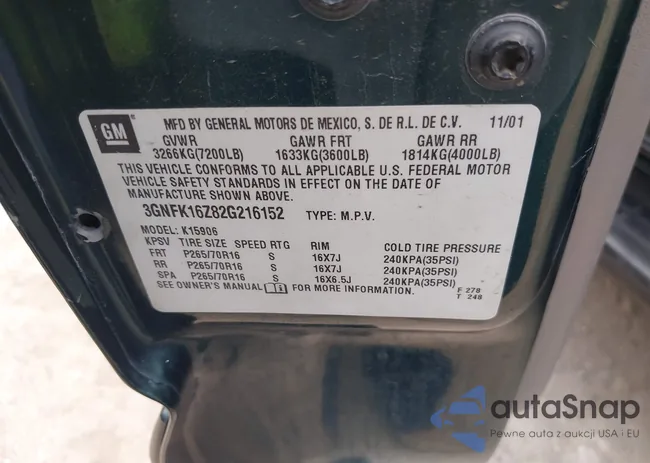 GM
MFD BY GENERAL MOTORS DE MEXICO, S. DE R.L. DE C.V. 11/01
GVWR GAWR FRT GAWR RR
3266KG(7200LB) 1633KG(3600LB) 1814KG(4000LB)
THIS VEHICLE CONFORMS TO ALL APPLICABLE U.S. FEDERAL MOTOR
VEHICLE SAFETY STANDARDS IN EFFECT ON THE DATE OF
MANUFACTURE SHOWN ABOVE.
3GNFK16Z82G216152 TYPE: M.P.V.
MODEL: K15906
KPSV TIRE SIZE SPEED RTG RIM COLD TIRE PRESSURE
FRT P265/70R16 S 16X7J 240KPA(35PSI)
RR P265/70R16 S 16X7J 240KPA(35PSI)
SPA P265/70R16 S 16X6.5J 240KPA(35PSI)
SEE OWNER'S MANUAL FOR MORE INFORMATION. F 278
T 248
autaSnap
Pewne auta z aukcji USA i EU